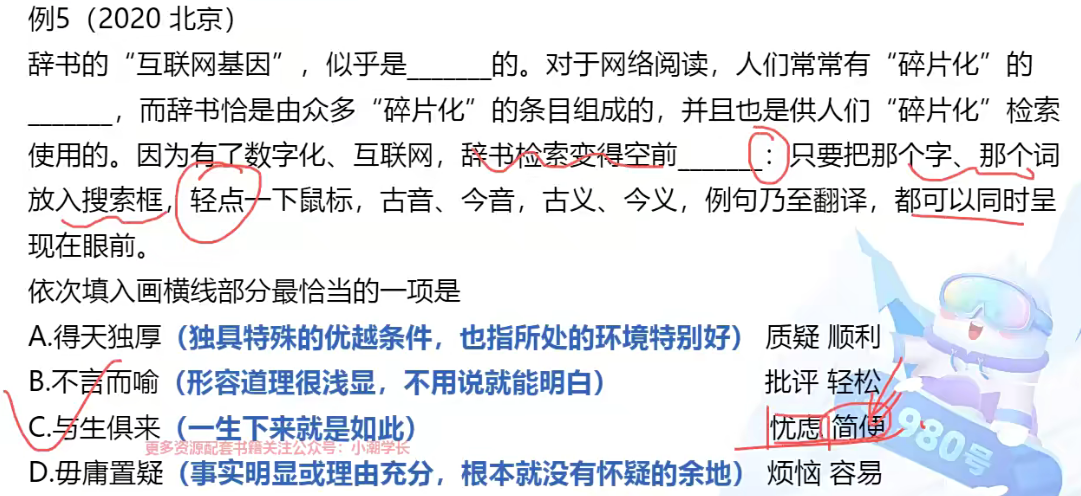 例5（2020 北京）
辞书的“互联网基因”，似乎是_______的。对于网络阅读，人们常常有“碎片化”的
_______，而辞书恰是由众多“碎片化”的条目组成的，并且也是供人们“碎片化”检索
使用的。因为有了数字化、互联网，辞书检索变得空前_______：只要把那个字、那个词
放入搜索框，轻点一下鼠标，古音、今音，古义、今义，例句乃至翻译，都可以同时呈
现在眼前。
依次填入画横线部分最恰当的一项是
A.得天独厚（独具特殊的优越条件，也指所处的环境特别好） 质疑 顺利
B.不言而喻（形容道理很浅显，不用说就能明白） 批评 轻松
C.与生俱来（一生下来就是如此） 忧虑 简便
更多资源配套书籍关注公众号：小潮学长
D.毋庸置疑（事实明显或理由充分，根本就没有怀疑的余地） 烦恼 容易
980号